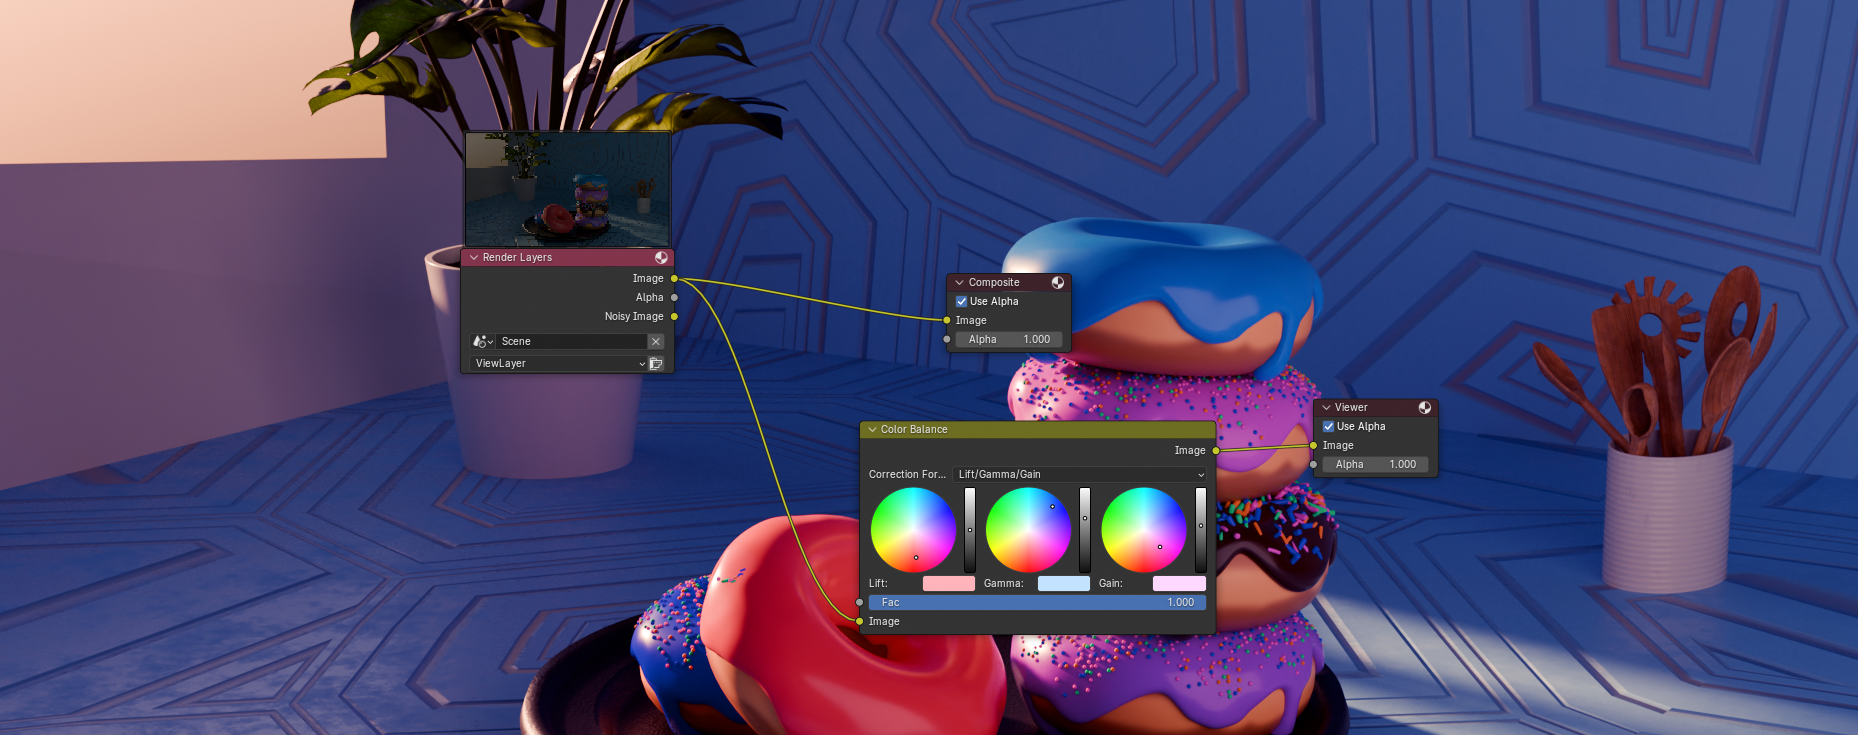 Render Layers
Image
Alpha
Noisy Image
Scene
ViewLayer
Composite
Use Alpha
Image
Alpha 1.000
Color Balance
Image
Correction For... Lift/Gamma/Gain
Lift: Gamma: Gain:
Fac 1.000
Image
Viewer
Use Alpha
Image
Alpha 1.000